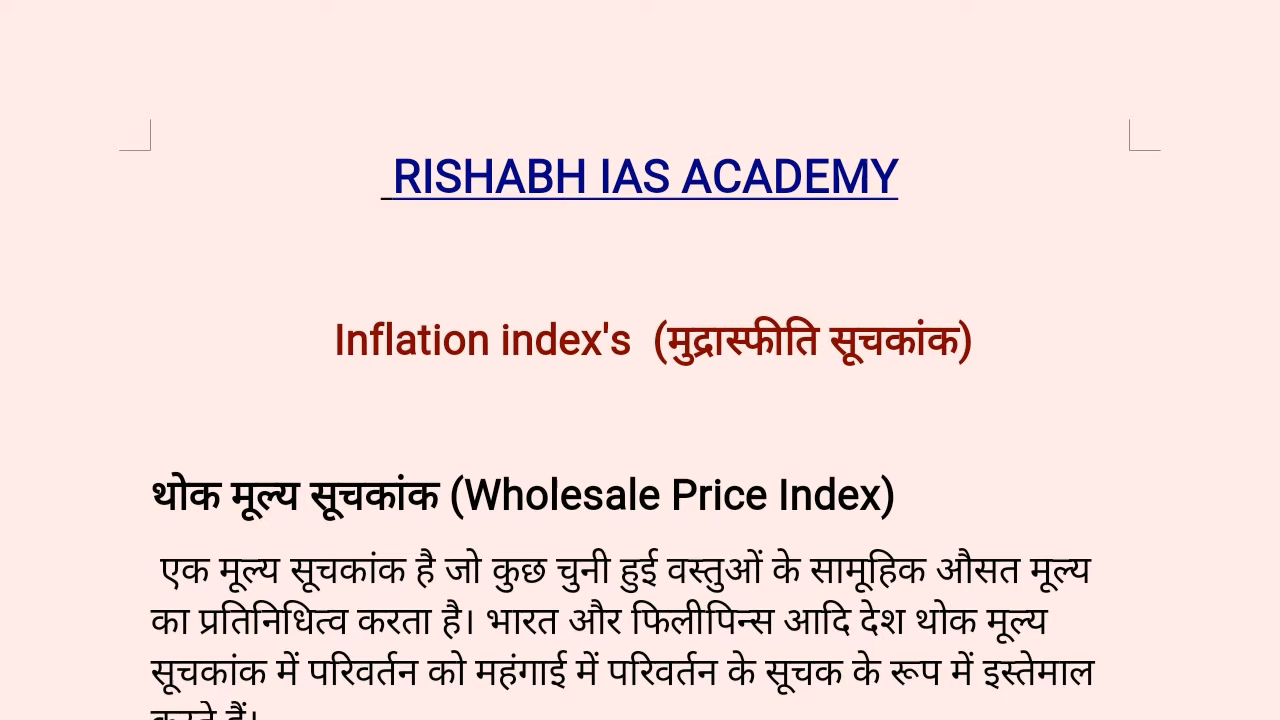 RISHABH IAS ACADEMY
Inflation index's (मुद्रास्फीति सूचकांक)
थोक मूल्य सूचकांक (Wholesale Price Index)
एक मूल्य सूचकांक है जो कुछ चुनी हुई वस्तुओं के सामूहिक औसत मूल्य
का प्रतिनिधित्व करता है। भारत और फिलीपिन्स आदि देश थोक मूल्य
सूचकांक में परिवर्तन को महंगाई में परिवर्तन के सूचक के रूप में इस्तेमाल
करते हैं।